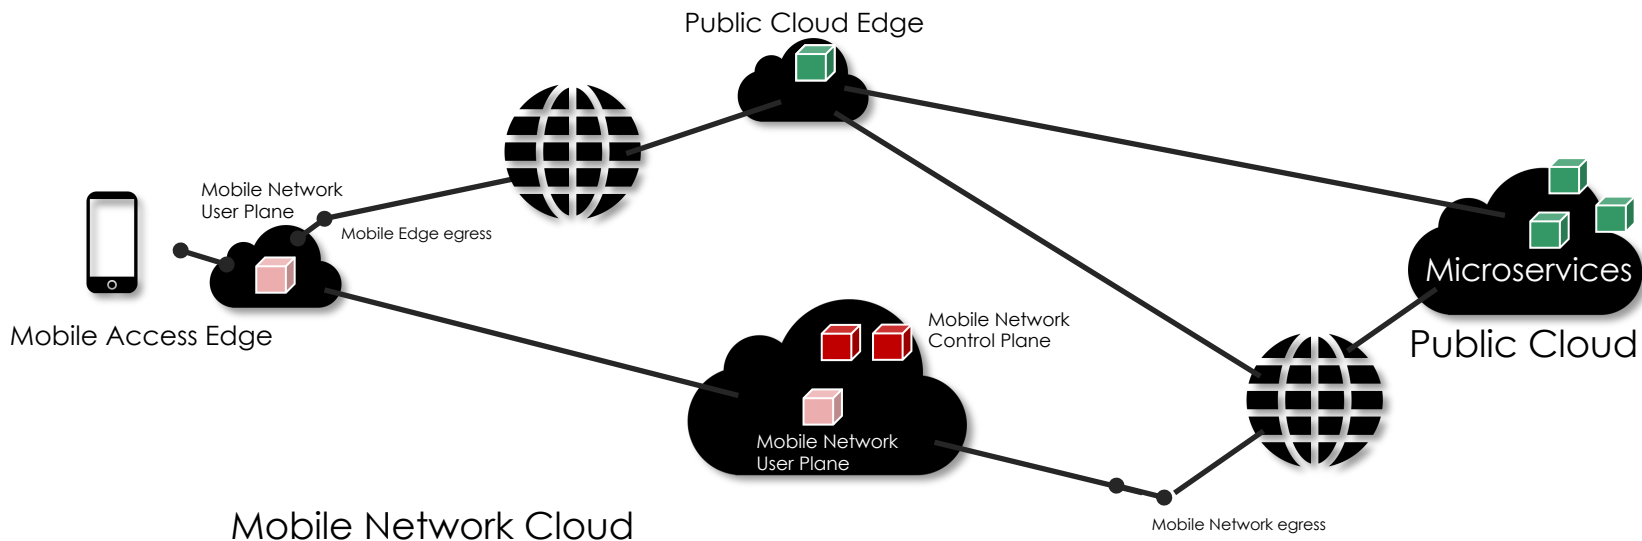 Public Cloud Edge
Mobile Network
User Plane
Mobile Edge egress
Microservices
Mobile Access Edge
Mobile Network
Control Plane
Public Cloud
Mobile Network
User Plane
Mobile Network Cloud
Mobile Network egress